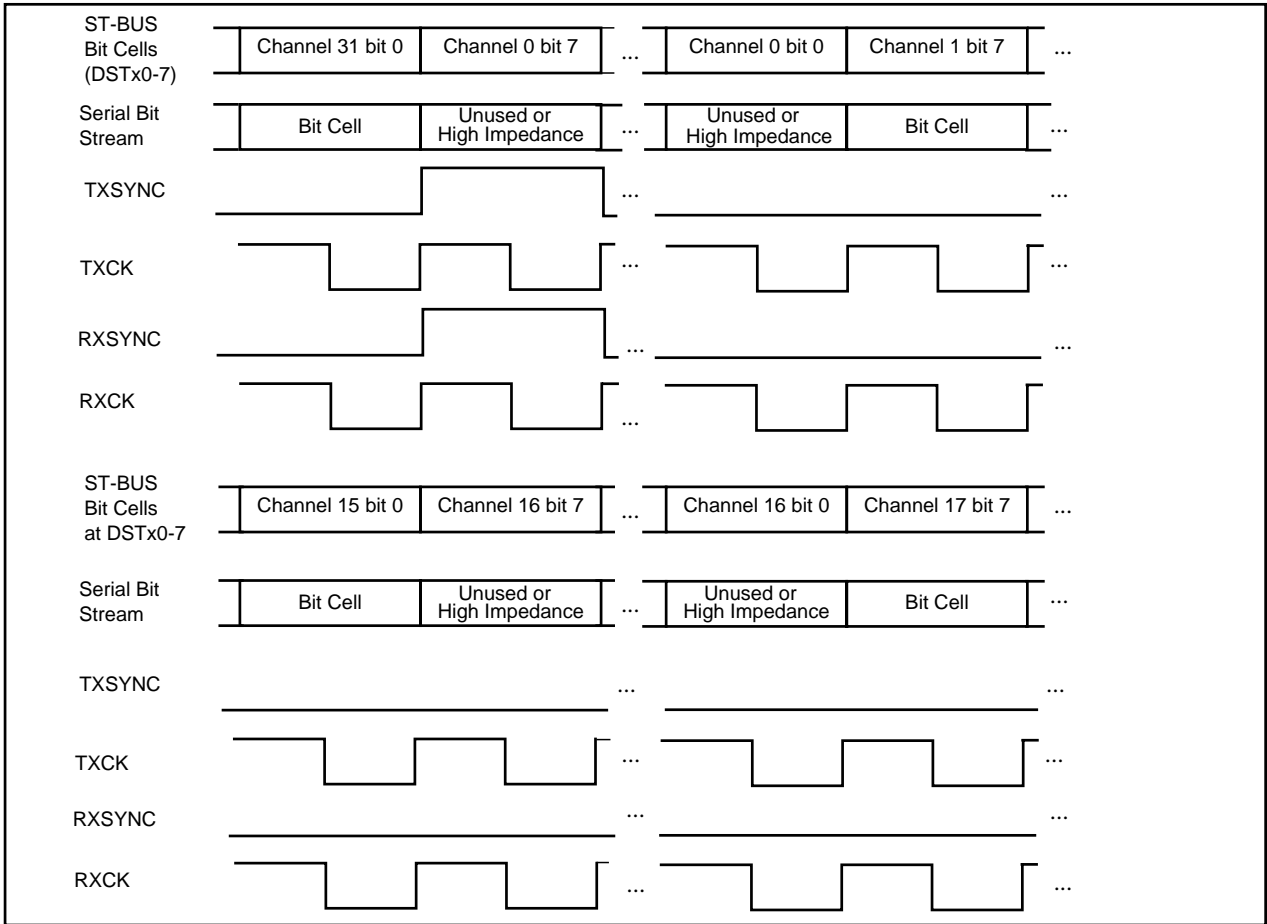 ST-BUS
Bit Cells
(DSTx0-7)
Channel 31 bit 0
Channel 0 bit 7
...
Channel 0 bit 0
Channel 1 bit 7
...
Serial Bit
Stream
Bit Cell
Unused or
High Impedance
...
Unused or
High Impedance
Bit Cell
...
TXSYNC
...
...
TXCK
...
...
RXSYNC
...
...
RXCK
...
...
ST-BUS
Bit Cells
at DSTx0-7
Channel 15 bit 0
Channel 16 bit 7
...
Channel 16 bit 0
Channel 17 bit 7
...
Serial Bit
Stream
Bit Cell
Unused or
High Impedance
...
Unused or
High Impedance
Bit Cell
...
TXSYNC
...
...
TXCK
...
...
RXSYNC
...
...
RXCK
...
...